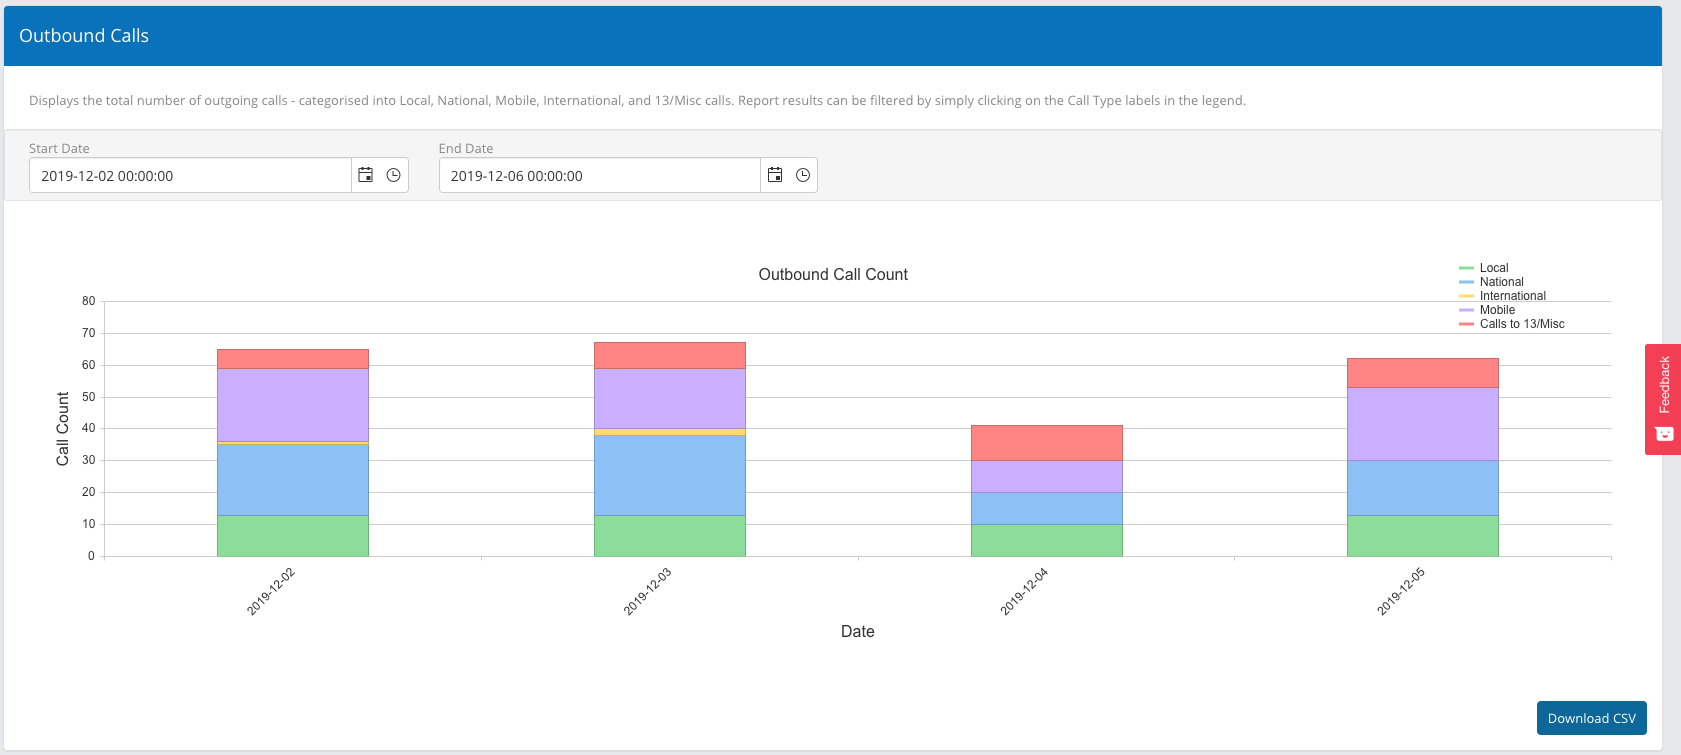 Outbound Calls
Displays the total number of outgoing calls - categorised into Local, National, Mobile, International, and 13/Misc calls. Report results can be filtered by simply clicking on the Call Type labels in the legend.
Start Date
End Date
2019-12-02 00:00:00
2019-12-06 00:00:00
Outbound Call Count
Local
National
International
Mobile
Calls to 13/Misc
80
70
60
50
40
30
20
10
0
Call Count
2019-12-02
2019-12-03
2019-12-04
2019-12-05
Date
Feedback
Download CSV